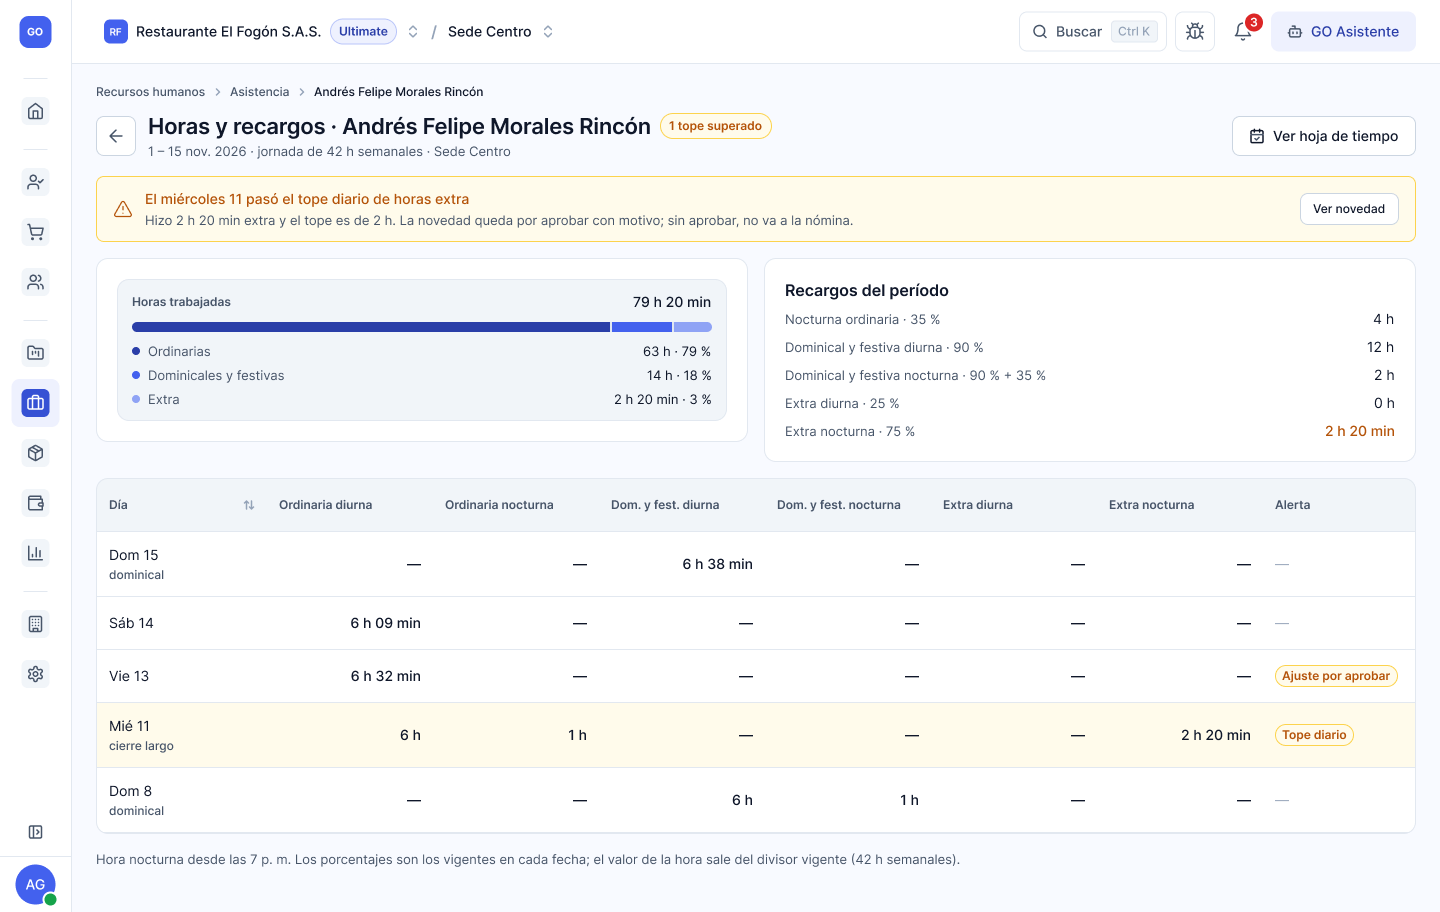 GO
RF Restaurante El Fogón S.A.S. Ultimate / Sede Centro
Buscar Ctrl K
3
GO Asistente
Recursos humanos > Asistencia > Andrés Felipe Morales Rincón
Horas y recargos · Andrés Felipe Morales Rincón 1 tope superado
1 – 15 nov. 2026 · jornada de 42 h semanales · Sede Centro
Ver hoja de tiempo
El miércoles 11 pasó el tope diario de horas extra
Hizo 2 h 20 min extra y el tope es de 2 h. La novedad queda por aprobar con motivo; sin aprobar, no va a la nómina.
Ver novedad
Horas trabajadas 79 h 20 min
Ordinarias 63 h · 79 %
Dominicales y festivas 14 h · 18 %
Extra 2 h 20 min · 3 %
Recargos del período
Nocturna ordinaria · 35 % 4 h
Dominical y festiva diurna · 90 % 12 h
Dominical y festiva nocturna · 90 % + 35 % 2 h
Extra diurna · 25 % 0 h
Extra nocturna · 75 % 2 h 20 min
Día Ordinaria diurna Ordinaria nocturna Dom. y fest. diurna Dom. y fest. nocturna Extra diurna Extra nocturna Alerta
Dom 15 — — 6 h 38 min — — — —
dominical
Sáb 14 6 h 09 min — — — — — —
Vie 13 6 h 32 min — — — — — Ajuste por aprobar
Mié 11 6 h 1 h — — — 2 h 20 min Tope diario
cierre largo
Dom 8 — — 6 h 1 h — — —
dominical
Hora nocturna desde las 7 p. m. Los porcentajes son los vigentes en cada fecha; el valor de la hora sale del divisor vigente (42 h semanales).
AG